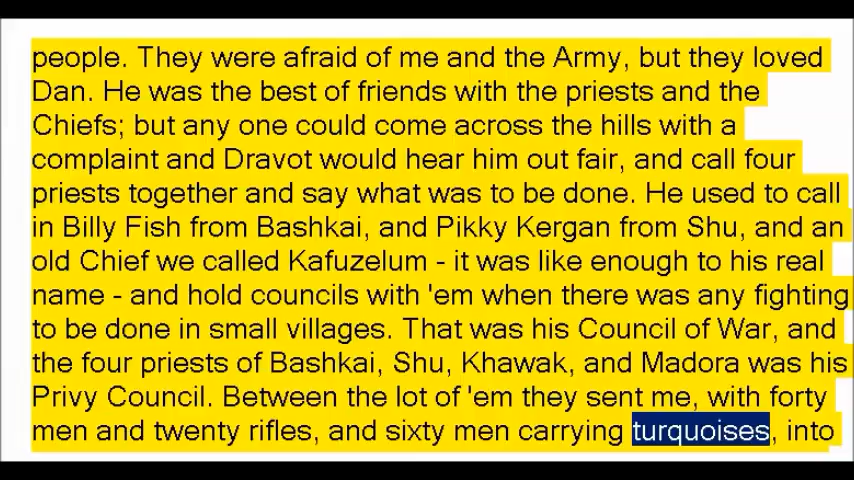 people. They were afraid of me and the Army, but they loved
Dan. He was the best of friends with the priests and the
Chiefs; but any one could come across the hills with a
complaint and Dravot would hear him out fair, and call four
priests together and say what was to be done. He used to call
in Billy Fish from Bashkai, and Pikky Kergan from Shu, and an
old Chief we called Kafuzelum - it was like enough to his real
name - and hold councils with 'em when there was any fighting
to be done in small villages. That was his Council of War, and
the four priests of Bashkai, Shu, Khawak, and Madora was his
Privy Council. Between the lot of 'em they sent me, with forty
men and twenty rifles, and sixty men carrying turquoises, into